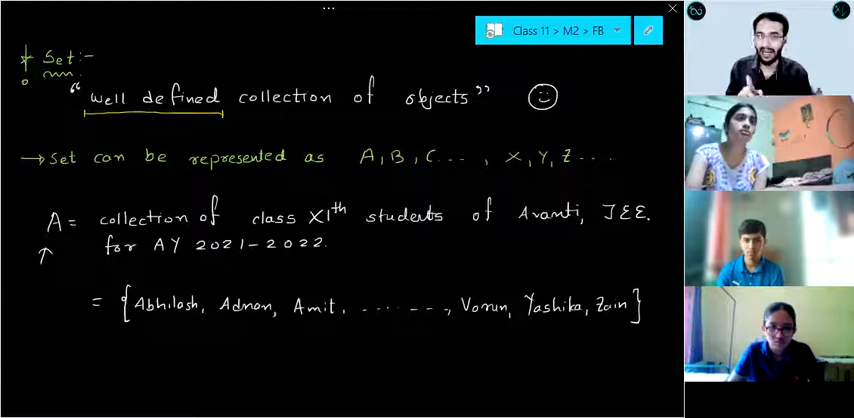 ...
Class 11 > M2 > FB
* Set:-
"Well defined collection of objects"
→ Set can be represented as A, B, C..., X, Y, Z....
A = collection of class XIth students of Avanti, JEE.
for AY 2021-2022.
= {Abhilash, Adnan, Amit, ........., Varun, Yashika, Zain}